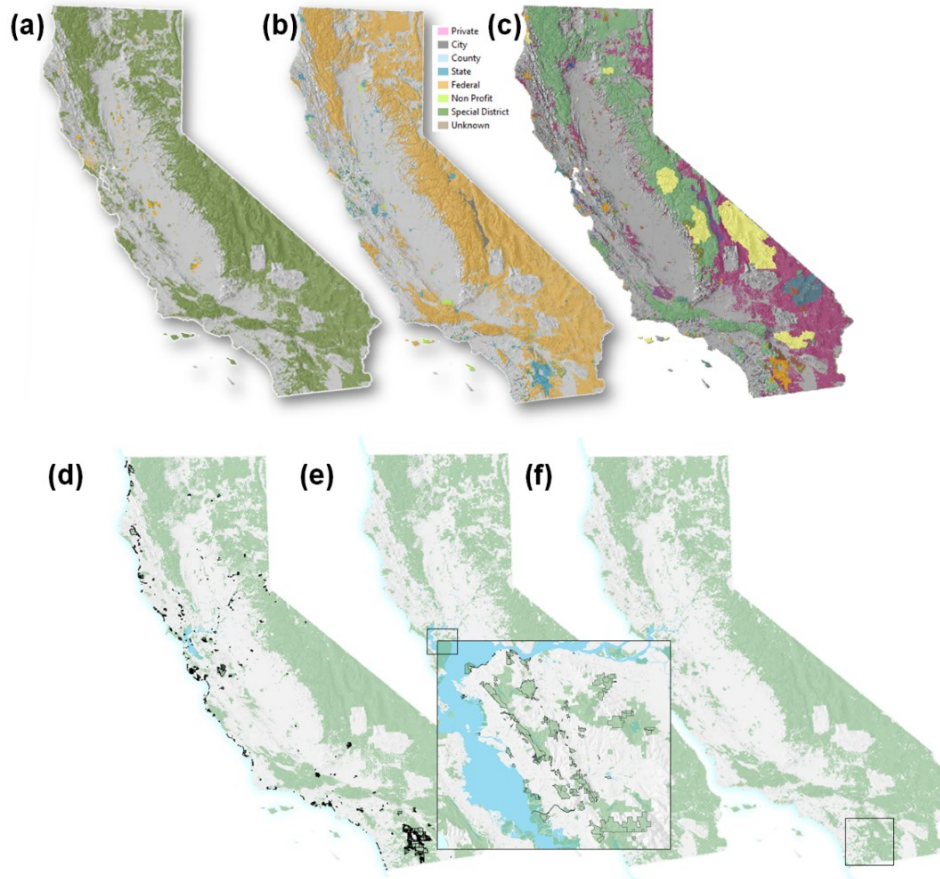 (a)
(b)
(c)
Private
City
County
State
Federal
Non Profit
Special District
Unknown
(d)
(e)
(f)